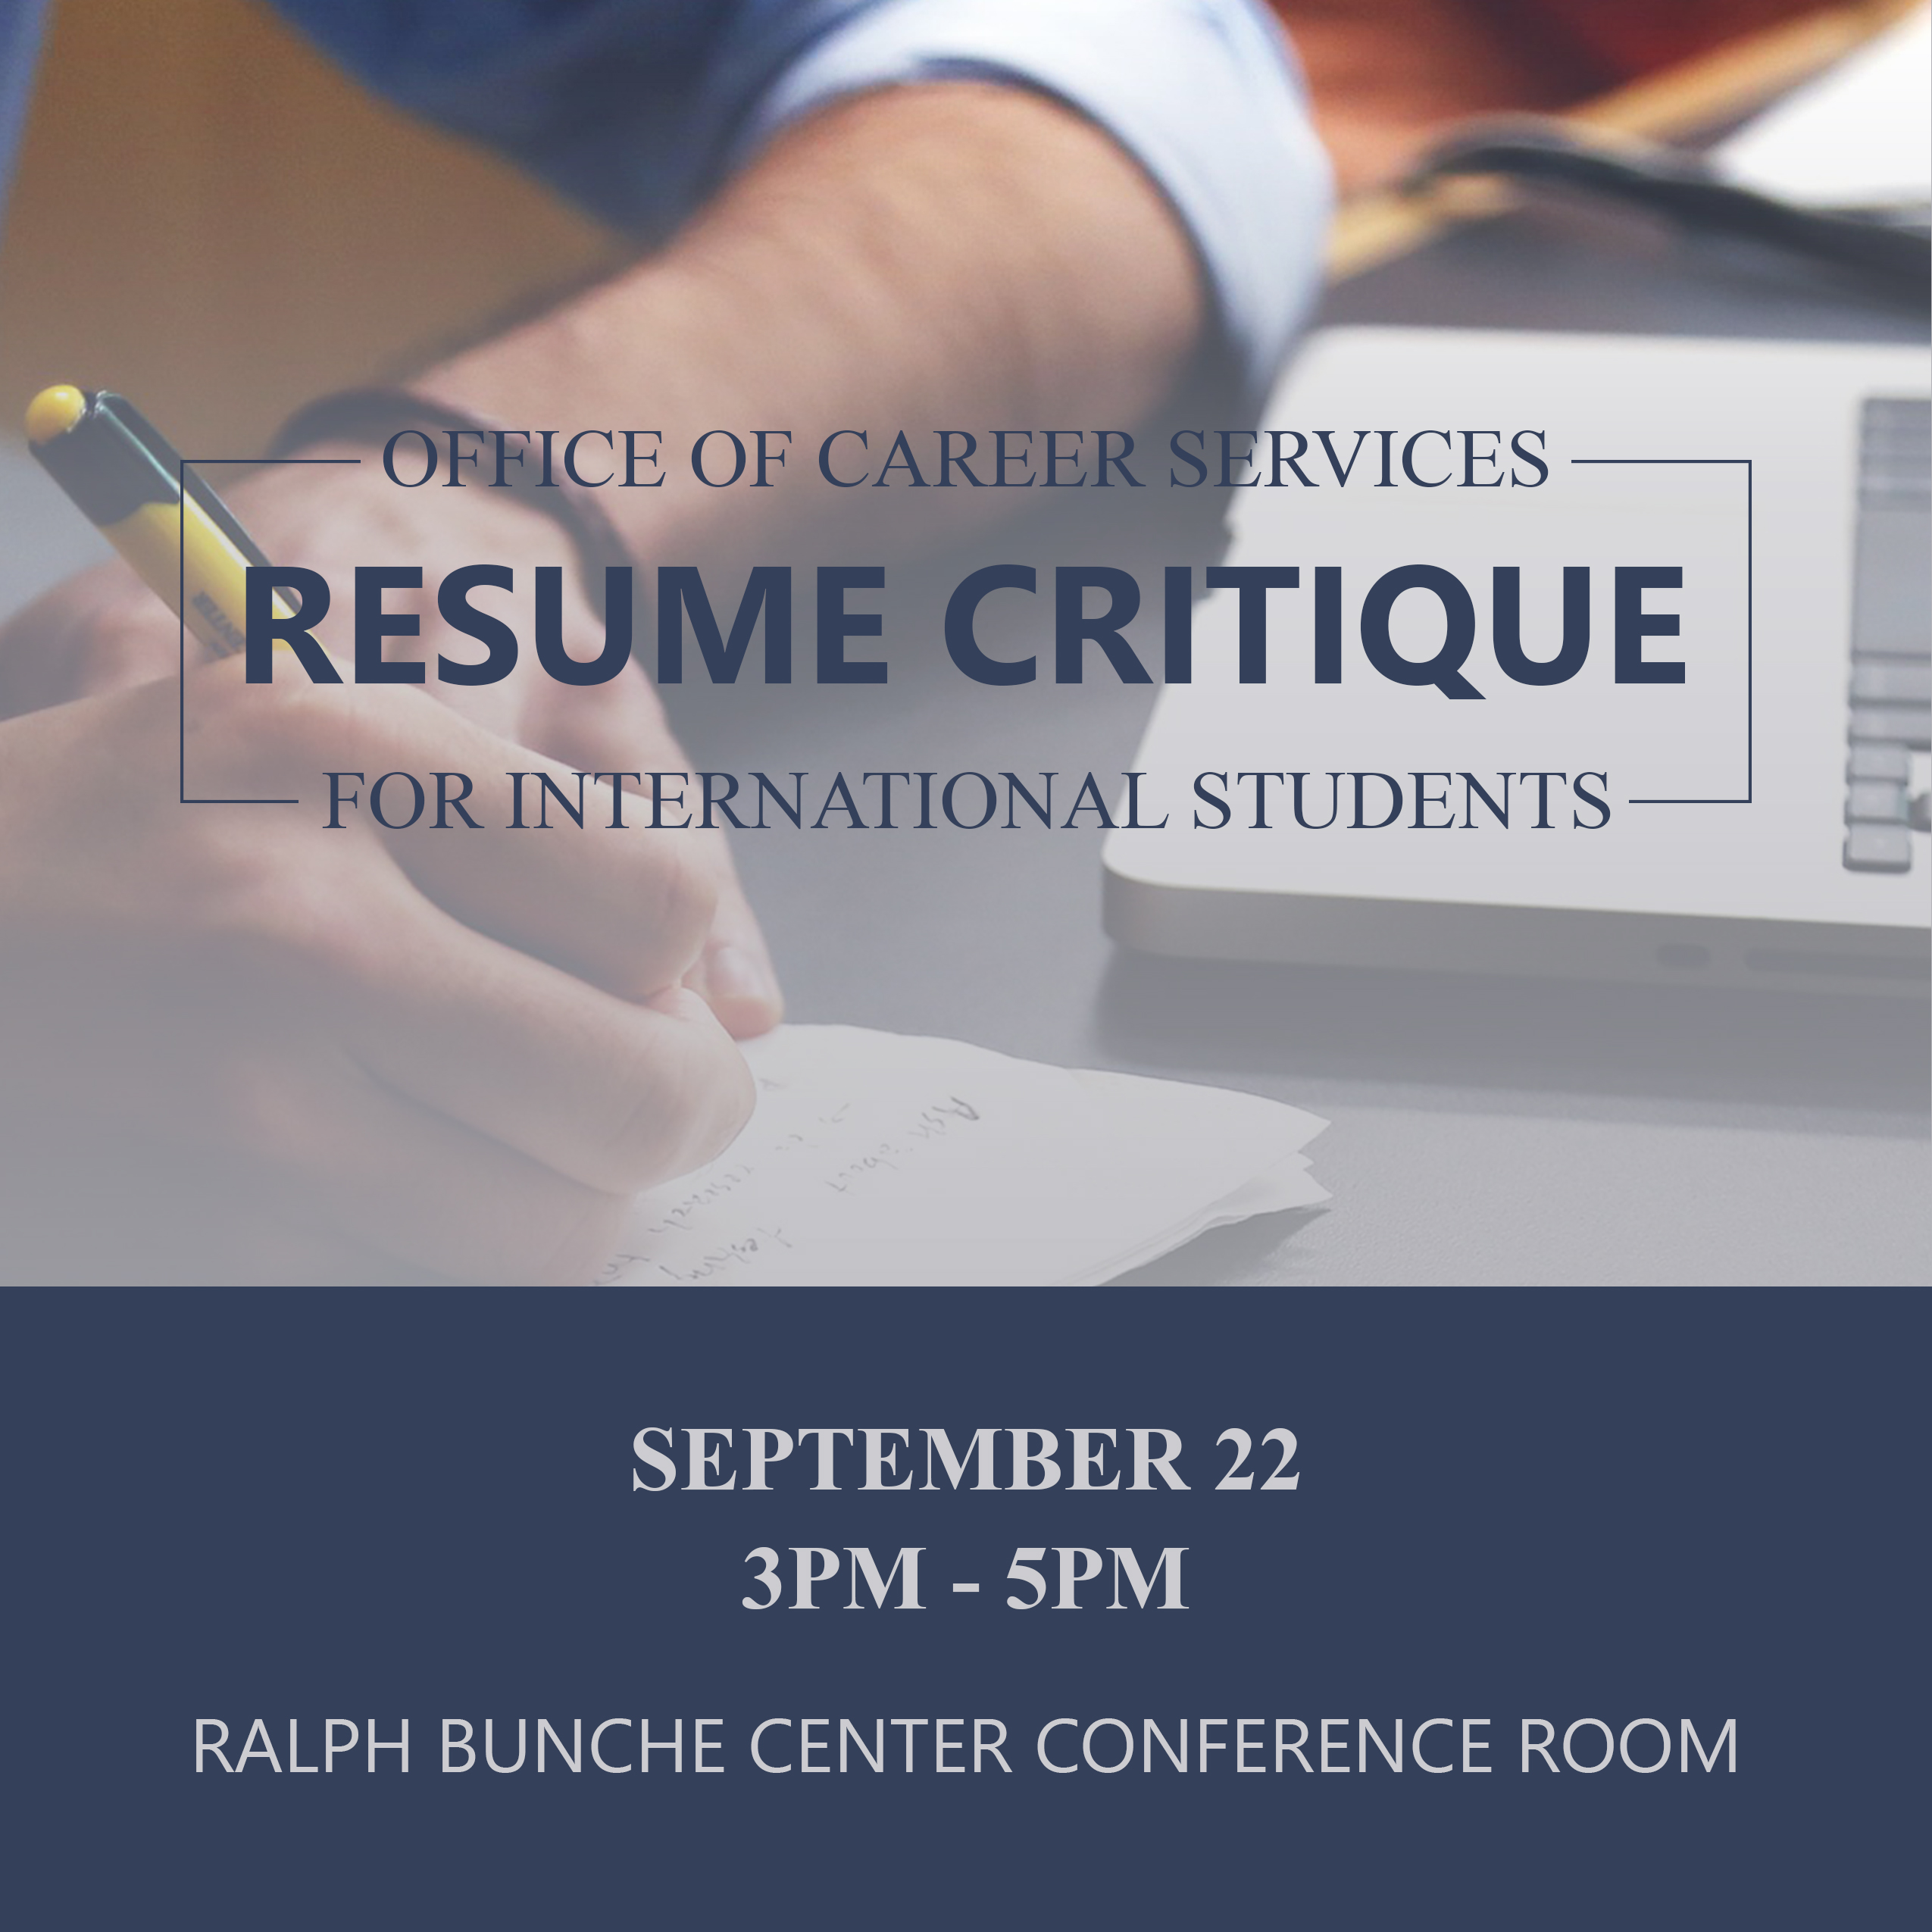 OFFICE OF CAREER SERVICES
RESUME CRITIQUE
FOR INTERNATIONAL STUDENTS
SEPTEMBER 22
3PM - 5PM
RALPH BUNCHE CENTER CONFERENCE ROOM